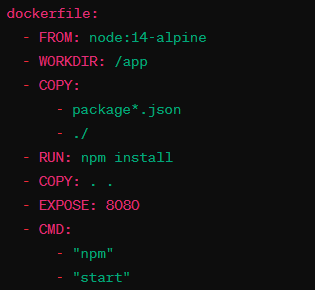 dockerfile:
- FROM: node:14-alpine
- WORKDIR: /app
- COPY:
- package*.json
- ./
- RUN: npm install
- COPY: . .
- EXPOSE: 8080
- CMD:
- "npm"
- "start"